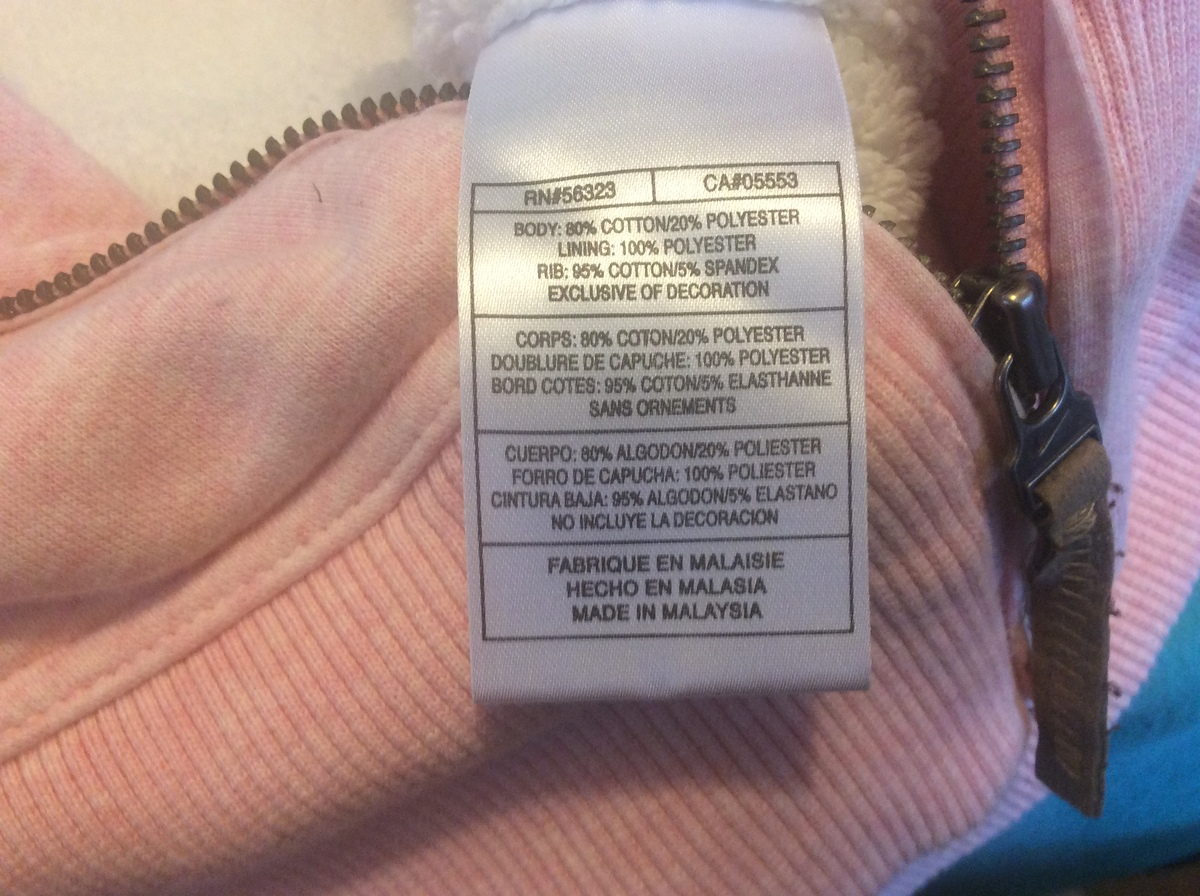 RN#56323 CA#05553
BODY: 80% COTTON/20% POLYESTER
LINING: 100% POLYESTER
RIB: 95% COTTON/5% SPANDEX
EXCLUSIVE OF DECORATION
CORPS: 80% COTON/20% POLYESTER
DOUBLURE DE CAPUCHE: 100% POLYESTER
BORD COTES: 95% COTON/5% ELASTHANNE
SANS ORNEMENTS
CUERPO: 80% ALGODON/20% POLIESTER
FORRO DE CAPUCHA: 100% POLIESTER
CINTURA BAJA: 95% ALGODON/5% ELASTANO
NO INCLUYE LA DECORACION
FABRIQUE EN MALAISIE
HECHO EN MALASIA
MADE IN MALAYSIA